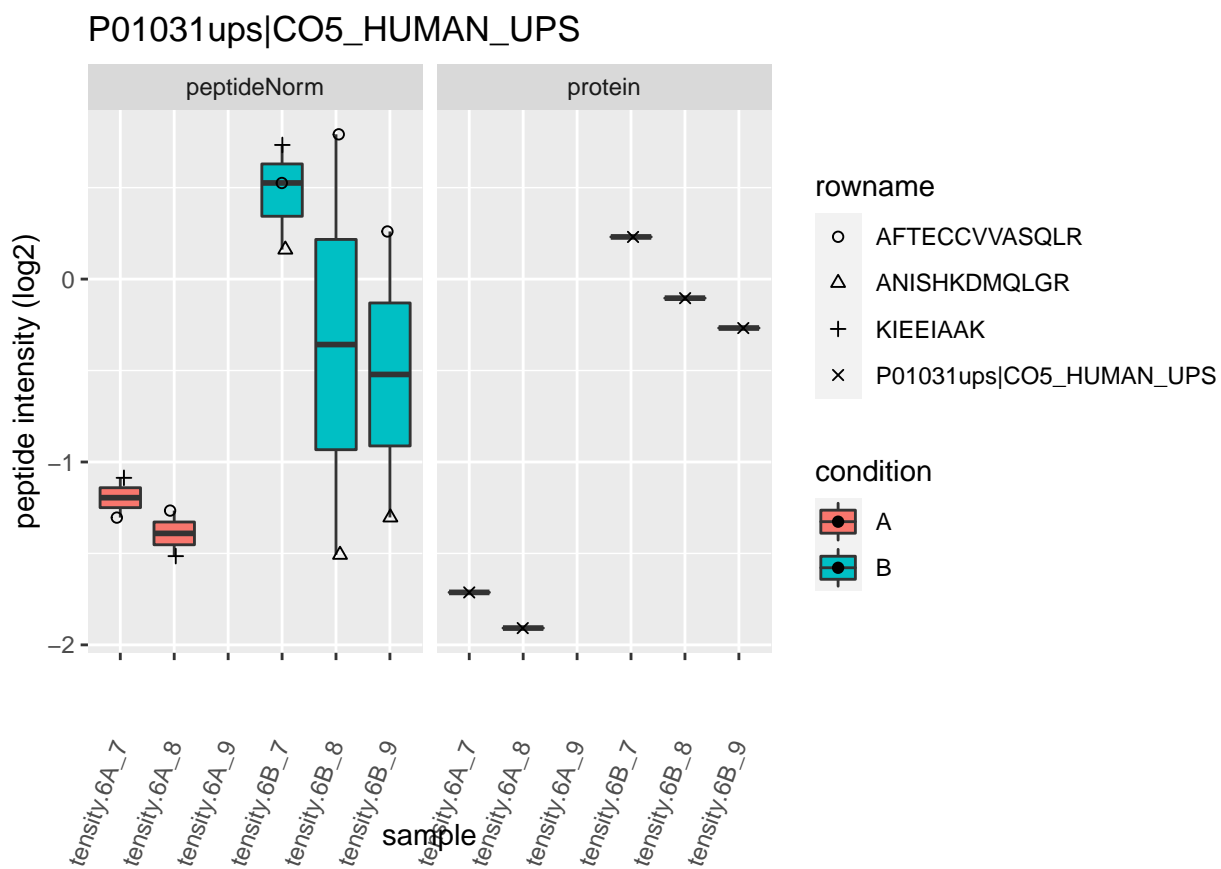 P01031ups|CO5_HUMAN_UPS
peptideNorm
protein
peptide intensity (log2)
0
−1
−2
tensity.6A_7
tensity.6A_8
tensity.6A_9
tensity.6B_7
tensity.6B_8
tensity.6B_9
tensity.6A_7
tensity.6A_8
tensity.6A_9
tensity.6B_7
tensity.6B_8
tensity.6B_9
sample
rowname
AFTECCVVASQLR
ANISHKDMQLGR
KIEEIAAK
P01031ups|CO5_HUMAN_UPS
condition
A
B